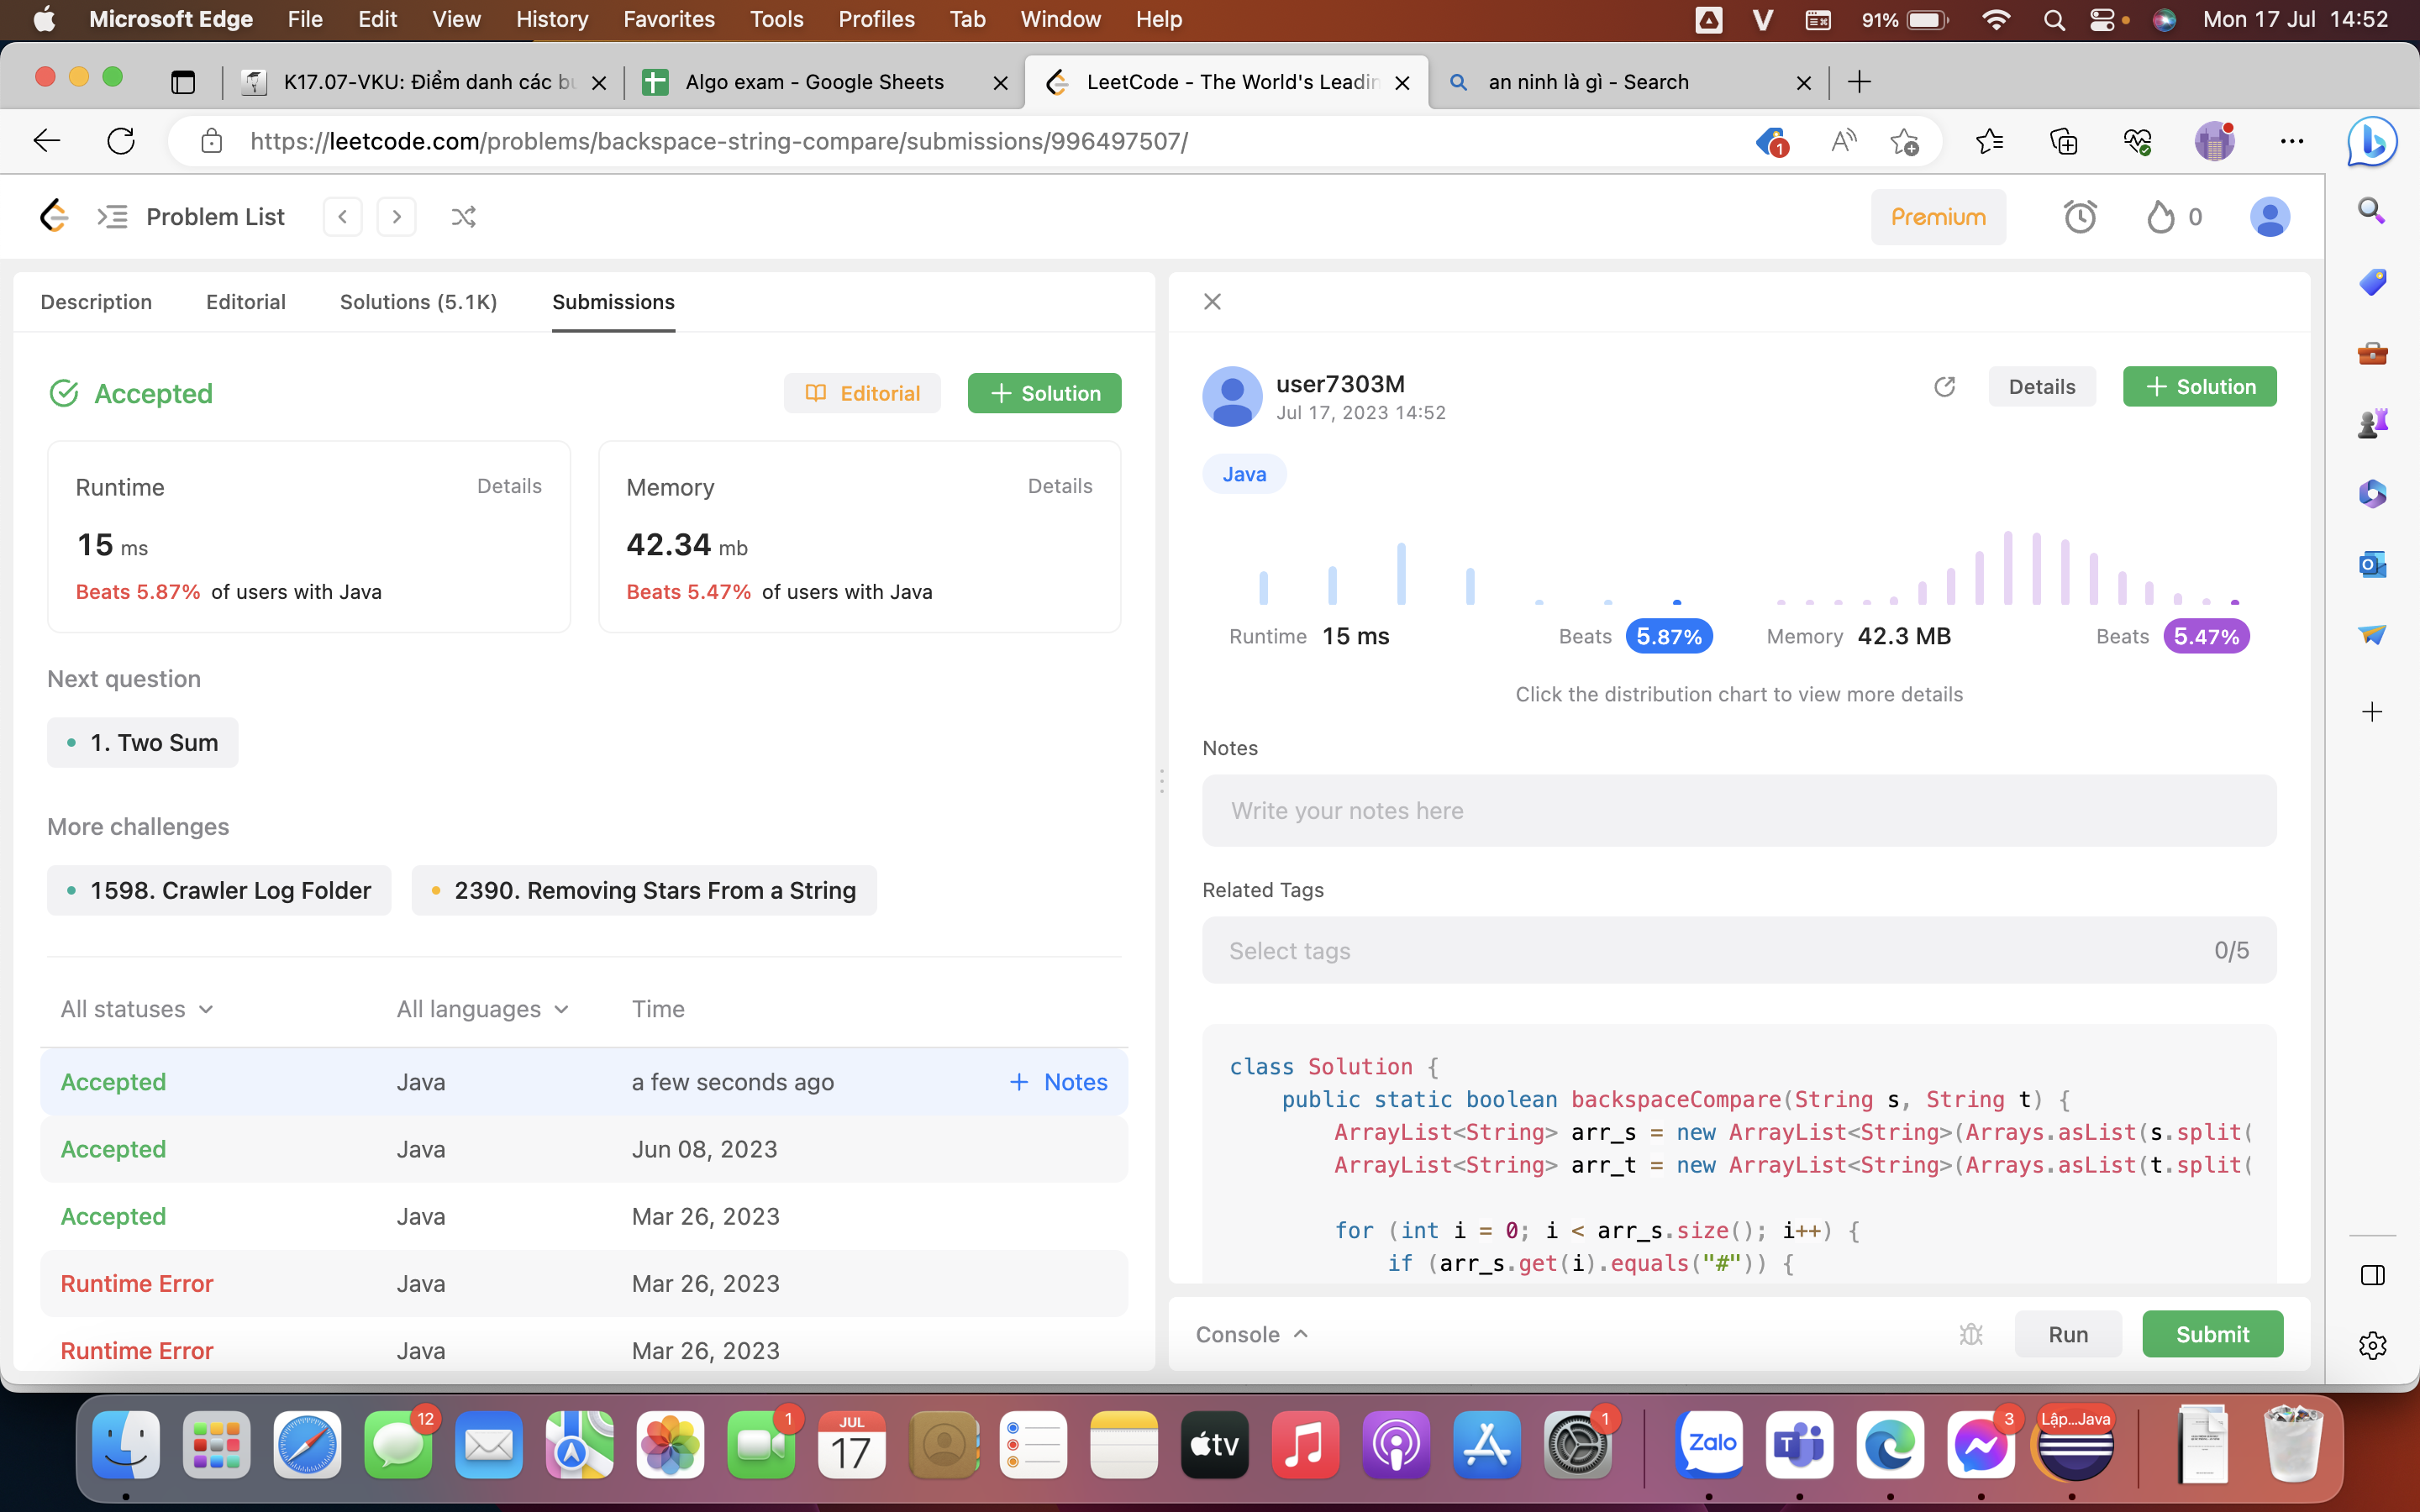 Microsoft Edge File Edit View History Favorites Tools Profiles Tab Window Help 91% Mon 17 Jul 14:52
K17.07-VKU: Điểm danh các bu
Algo exam - Google Sheets
LeetCode - The World's Leadin
an ninh là gì - Search
https://leetcode.com/problems/backspace-string-compare/submissions/996497507/
1
Problem List
Premium
0
Description Editorial Solutions (5.1K) Submissions
Accepted
Editorial
Solution
Runtime Details
15 ms
Beats 5.87% of users with Java
Memory Details
42.34 mb
Beats 5.47% of users with Java
Next question
1. Two Sum
More challenges
1598. Crawler Log Folder
2390. Removing Stars From a String
All statuses All languages Time
Accepted Java a few seconds ago + Notes
Accepted Java Jun 08, 2023
Accepted Java Mar 26, 2023
Runtime Error Java Mar 26, 2023
Runtime Error Java Mar 26, 2023
user7303M
Jul 17, 2023 14:52
Details
Solution
Java
Runtime 15 ms Beats 5.87%
Memory 42.3 MB Beats 5.47%
Click the distribution chart to view more details
Notes
Write your notes here
Related Tags
Select tags 0/5
class Solution {
public static boolean backspaceCompare(String s, String t) {
ArrayList<String> arr_s = new ArrayList<String>(Arrays.asList(s.split(
ArrayList<String> arr_t = new ArrayList<String>(Arrays.asList(t.split(
for (int i = 0; i < arr_s.size(); i++) {
if (arr_s.get(i).equals("#")) {
Console
Run
Submit
12
1
JUL
17
tv
1
Zalo
3
Lập...Java